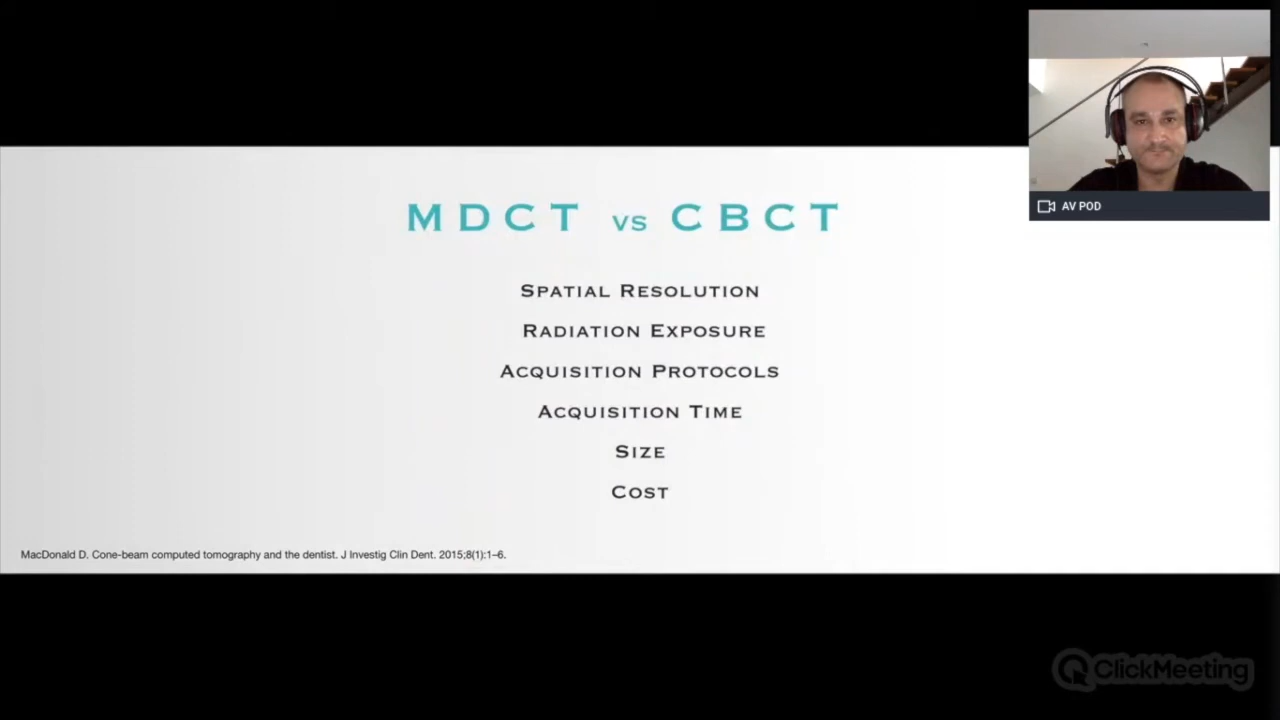 AV POD
MDCT vs CBCT
Spatial Resolution
Radiation Exposure
Acquisition Protocols
Acquisition Time
Size
Cost
MacDonald D. Cone-beam computed tomography and the dentist. J Investig Clin Dent. 2015;8(1):1–6.
ClickMeeting